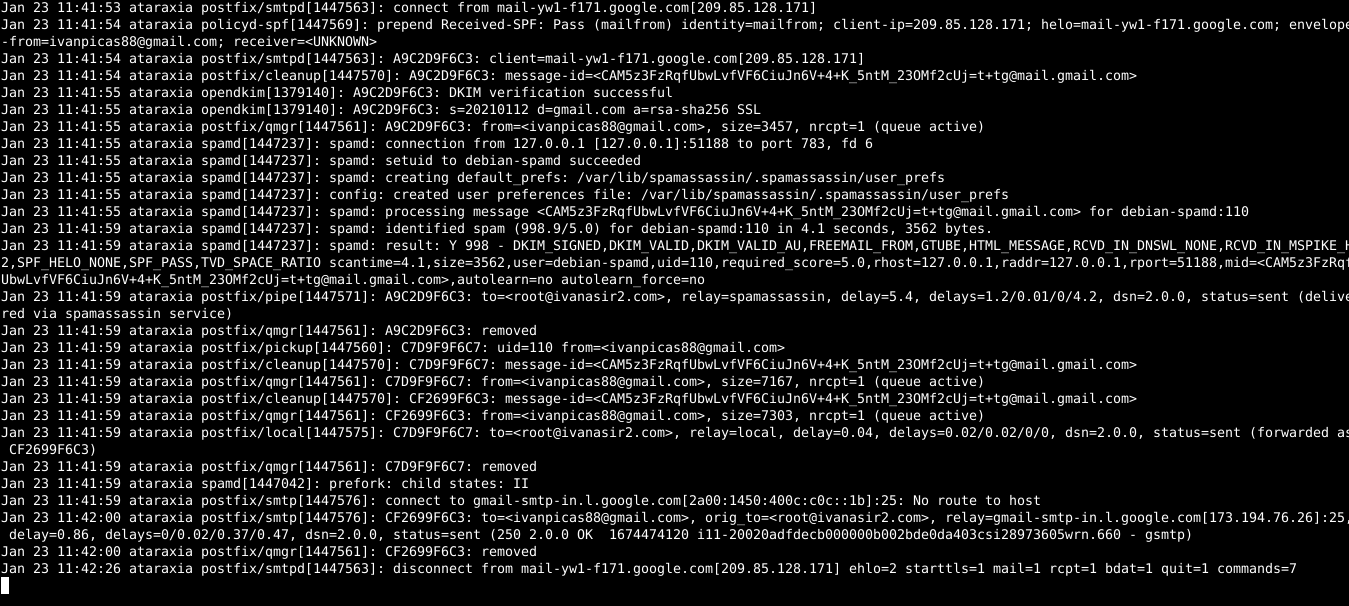 Jan 23 11:41:53 ataraxia postfix/smtpd[1447563]: connect from mail-yw1-f171.google.com[209.85.128.171]
Jan 23 11:41:54 ataraxia policyd-spf[1447569]: prepend Received-SPF: Pass (mailfrom) identity=mailfrom; client-ip=209.85.128.171; helo=mail-yw1-f171.google.com; envelope
-from=ivanpicas88@gmail.com; receiver=<UNKNOWN>
Jan 23 11:41:54 ataraxia postfix/smtpd[1447563]: A9C2D9F6C3: client=mail-yw1-f171.google.com[209.85.128.171]
Jan 23 11:41:54 ataraxia postfix/cleanup[1447570]: A9C2D9F6C3: message-id=<CAM5z3FzRqfUbwLvfVF6CiuJn6V+4+K_5ntM_23OMf2cUj=t+tg@mail.gmail.com>
Jan 23 11:41:55 ataraxia opendkim[1379140]: A9C2D9F6C3: DKIM verification successful
Jan 23 11:41:55 ataraxia opendkim[1379140]: A9C2D9F6C3: s=20210112 d=gmail.com a=rsa-sha256 SSL
Jan 23 11:41:55 ataraxia postfix/qmgr[1447561]: A9C2D9F6C3: from=<ivanpicas88@gmail.com>, size=3457, nrcpt=1 (queue active)
Jan 23 11:41:55 ataraxia spamd[1447237]: spamd: connection from 127.0.0.1 [127.0.0.1]:51188 to port 783, fd 6
Jan 23 11:41:55 ataraxia spamd[1447237]: spamd: setuid to debian-spamd succeeded
Jan 23 11:41:55 ataraxia spamd[1447237]: spamd: creating default_prefs: /var/lib/spamassassin/.spamassassin/user_prefs
Jan 23 11:41:55 ataraxia spamd[1447237]: config: created user preferences file: /var/lib/spamassassin/.spamassassin/user_prefs
Jan 23 11:41:55 ataraxia spamd[1447237]: spamd: processing message <CAM5z3FzRqfUbwLvfVF6CiuJn6V+4+K_5ntM_23OMf2cUj=t+tg@mail.gmail.com> for debian-spamd:110
Jan 23 11:41:59 ataraxia spamd[1447237]: spamd: identified spam (998.9/5.0) for debian-spamd:110 in 4.1 seconds, 3562 bytes.
Jan 23 11:41:59 ataraxia spamd[1447237]: spamd: result: Y 998 - DKIM_SIGNED,DKIM_VALID,DKIM_VALID_AU,FREEMAIL_FROM,GTUBE,HTML_MESSAGE,RCVD_IN_DNSWL_NONE,RCVD_IN_MSPIKE_H
2,SPF_HELO_NONE,SPF_PASS,TVD_SPACE_RATIO scantime=4.1,size=3562,user=debian-spamd,uid=110,required_score=5.0,rhost=127.0.0.1,raddr=127.0.0.1,rport=51188,mid=<CAM5z3FzRqf
UbwLvfVF6CiuJn6V+4+K_5ntM_23OMf2cUj=t+tg@mail.gmail.com>,autolearn=no autolearn_force=no
Jan 23 11:41:59 ataraxia postfix/pipe[1447571]: A9C2D9F6C3: to=<root@ivanasir2.com>, relay=spamassassin, delay=5.4, delays=1.2/0.01/0/4.2, dsn=2.0.0, status=sent (delive
red via spamassassin service)
Jan 23 11:41:59 ataraxia postfix/qmgr[1447561]: A9C2D9F6C3: removed
Jan 23 11:41:59 ataraxia postfix/pickup[1447560]: C7D9F9F6C7: uid=110 from=<ivanpicas88@gmail.com>
Jan 23 11:41:59 ataraxia postfix/cleanup[1447570]: C7D9F9F6C7: message-id=<CAM5z3FzRqfUbwLvfVF6CiuJn6V+4+K_5ntM_23OMf2cUj=t+tg@mail.gmail.com>
Jan 23 11:41:59 ataraxia postfix/qmgr[1447561]: C7D9F9F6C7: from=<ivanpicas88@gmail.com>, size=7167, nrcpt=1 (queue active)
Jan 23 11:41:59 ataraxia postfix/cleanup[1447570]: CF2699F6C3: message-id=<CAM5z3FzRqfUbwLvfVF6CiuJn6V+4+K_5ntM_23OMf2cUj=t+tg@mail.gmail.com>
Jan 23 11:41:59 ataraxia postfix/qmgr[1447561]: CF2699F6C3: from=<ivanpicas88@gmail.com>, size=7303, nrcpt=1 (queue active)
Jan 23 11:41:59 ataraxia postfix/local[1447575]: C7D9F9F6C7: to=<root@ivanasir2.com>, relay=local, delay=0.04, delays=0.02/0.02/0/0, dsn=2.0.0, status=sent (forwarded as
CF2699F6C3)
Jan 23 11:41:59 ataraxia postfix/qmgr[1447561]: C7D9F9F6C7: removed
Jan 23 11:41:59 ataraxia spamd[1447042]: prefork: child states: II
Jan 23 11:41:59 ataraxia postfix/smtp[1447576]: connect to gmail-smtp-in.l.google.com[2a00:1450:400c:c0c::1b]:25: No route to host
Jan 23 11:42:00 ataraxia postfix/smtp[1447576]: CF2699F6C3: to=<ivanpicas88@gmail.com>, orig_to=<root@ivanasir2.com>, relay=gmail-smtp-in.l.google.com[173.194.76.26]:25,
delay=0.86, delays=0/0.02/0.37/0.47, dsn=2.0.0, status=sent (250 2.0.0 OK  1674474120 i11-20020adfdecb000000b002bde0da403csi28973605wrn.660 - gsmtp)
Jan 23 11:42:00 ataraxia postfix/qmgr[1447561]: CF2699F6C3: removed
Jan 23 11:42:26 ataraxia postfix/smtpd[1447563]: disconnect from mail-yw1-f171.google.com[209.85.128.171] ehlo=2 starttls=1 mail=1 rcpt=1 bdat=1 quit=1 commands=7